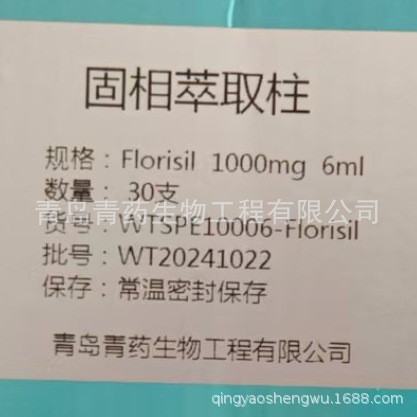 固相萃取柱
规格：Florisil 1000mg 6ml
数量： 30支
青岛青药生物工程有限公司
货号：WTSPE10006-Florisil
批号：WT20241022
保存：常温密封保存
青岛青药生物工程有限公司
qingyaoshengwu.1688.com